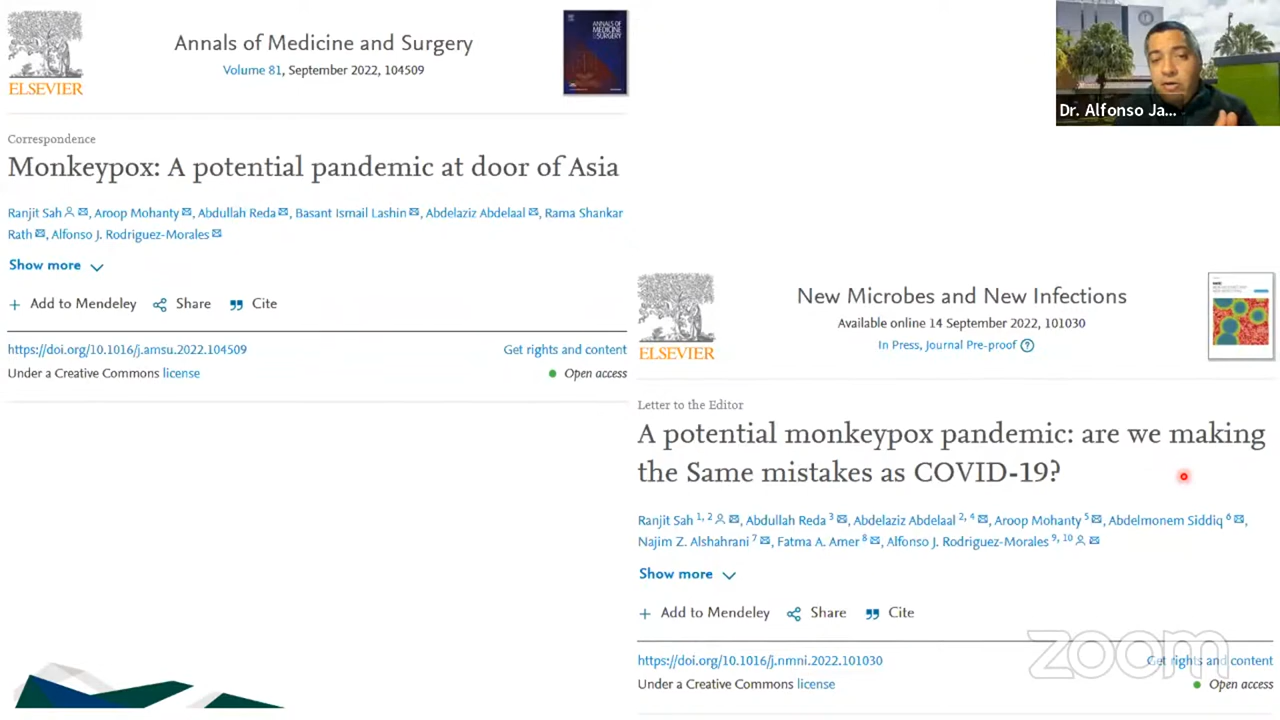 ELSEVIER
Annals of Medicine and Surgery
Volume 81, September 2022, 104509
ANNALS OF
MEDICINE AND
SURGERY
Correspondence
Monkeypox: A potential pandemic at door of Asia
Ranjit Sah, Aroop Mohanty, Abdullah Reda, Basant Ismail Lashin, Abdelaziz Abdelaal, Rama Shankar
Rath, Alfonso J. Rodriguez-Morales
Show more
Add to Mendeley Share Cite
https://doi.org/10.1016/j.amsu.2022.104509 Get rights and content
Under a Creative Commons license Open access
Dr. Alfonso Ja...
ELSEVIER
New Microbes and New Infections
Available online 14 September 2022, 101030
In Press, Journal Pre-proof ?
Letter to the Editor
A potential monkeypox pandemic: are we making
the Same mistakes as COVID-19?
Ranjit Sah 1, 2, Abdullah Reda 3, Abdelaziz Abdelaal 2, 4, Aroop Mohanty 5, Abdelmonem Siddiq 6,
Najim Z. Alshahrani 7, Fatma A. Amer 8, Alfonso J. Rodriguez-Morales 9, 10
Show more
Add to Mendeley Share Cite
https://doi.org/10.1016/j.nmni.2022.101030 Get rights and content
Under a Creative Commons license Open access
zoom